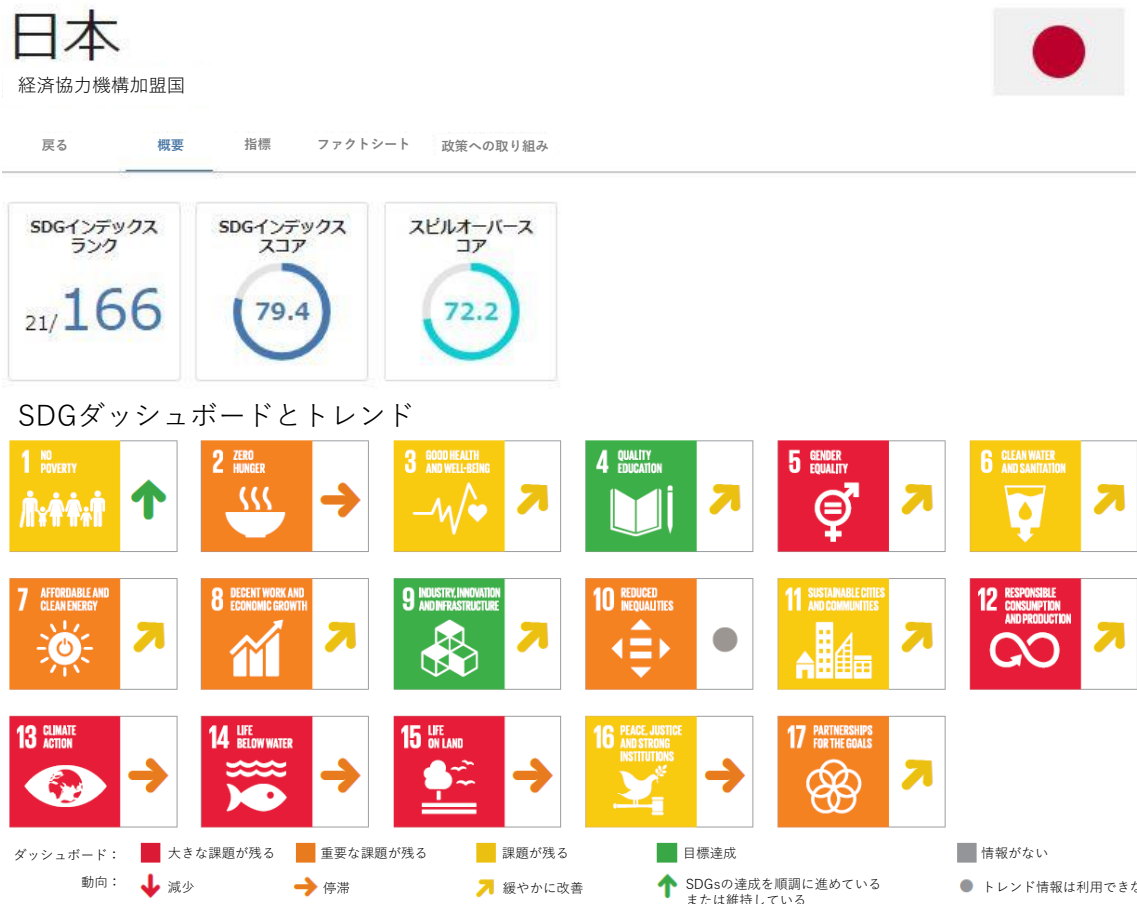 日本
経済協力機構加盟国
戻る 概要 指標 ファクトシート 政策への取り組み
SDGインデックス
ランク
21/166
SDGインデックス
スコア
79.4
スピルオーバース
コア
72.2
SDGダッシュボードとトレンド
1 NO
POVERTY
2 ZERO
HUNGER
3 GOOD HEALTH
AND WELL-BEING
4 QUALITY
EDUCATION
5 GENDER
EQUALITY
6 CLEAN WATER
AND SANITATION
7 AFFORDABLE AND
CLEAN ENERGY
8 DECENT WORK AND
ECONOMIC GROWTH
9 INDUSTRY, INNOVATION
AND INFRASTRUCTURE
10 REDUCED
INEQUALITIES
11 SUSTAINABLE CITIES
AND COMMUNITIES
12 RESPONSIBLE
CONSUMPTION
AND PRODUCTION
13 CLIMATE
ACTION
14 LIFE
BELOW WATER
15 LIFE
ON LAND
16 PEACE, JUSTICE
AND STRONG
INSTITUTIONS
17 PARTNERSHIPS
FOR THE GOALS
ダッシュボード： 大きな課題が残る 重要な課題が残る 課題が残る 目標達成 情報がない
動向： 減少 停滞 緩やかに改善 SDGsの達成を順調に進めている
または維持している
トレンド情報は利用できな